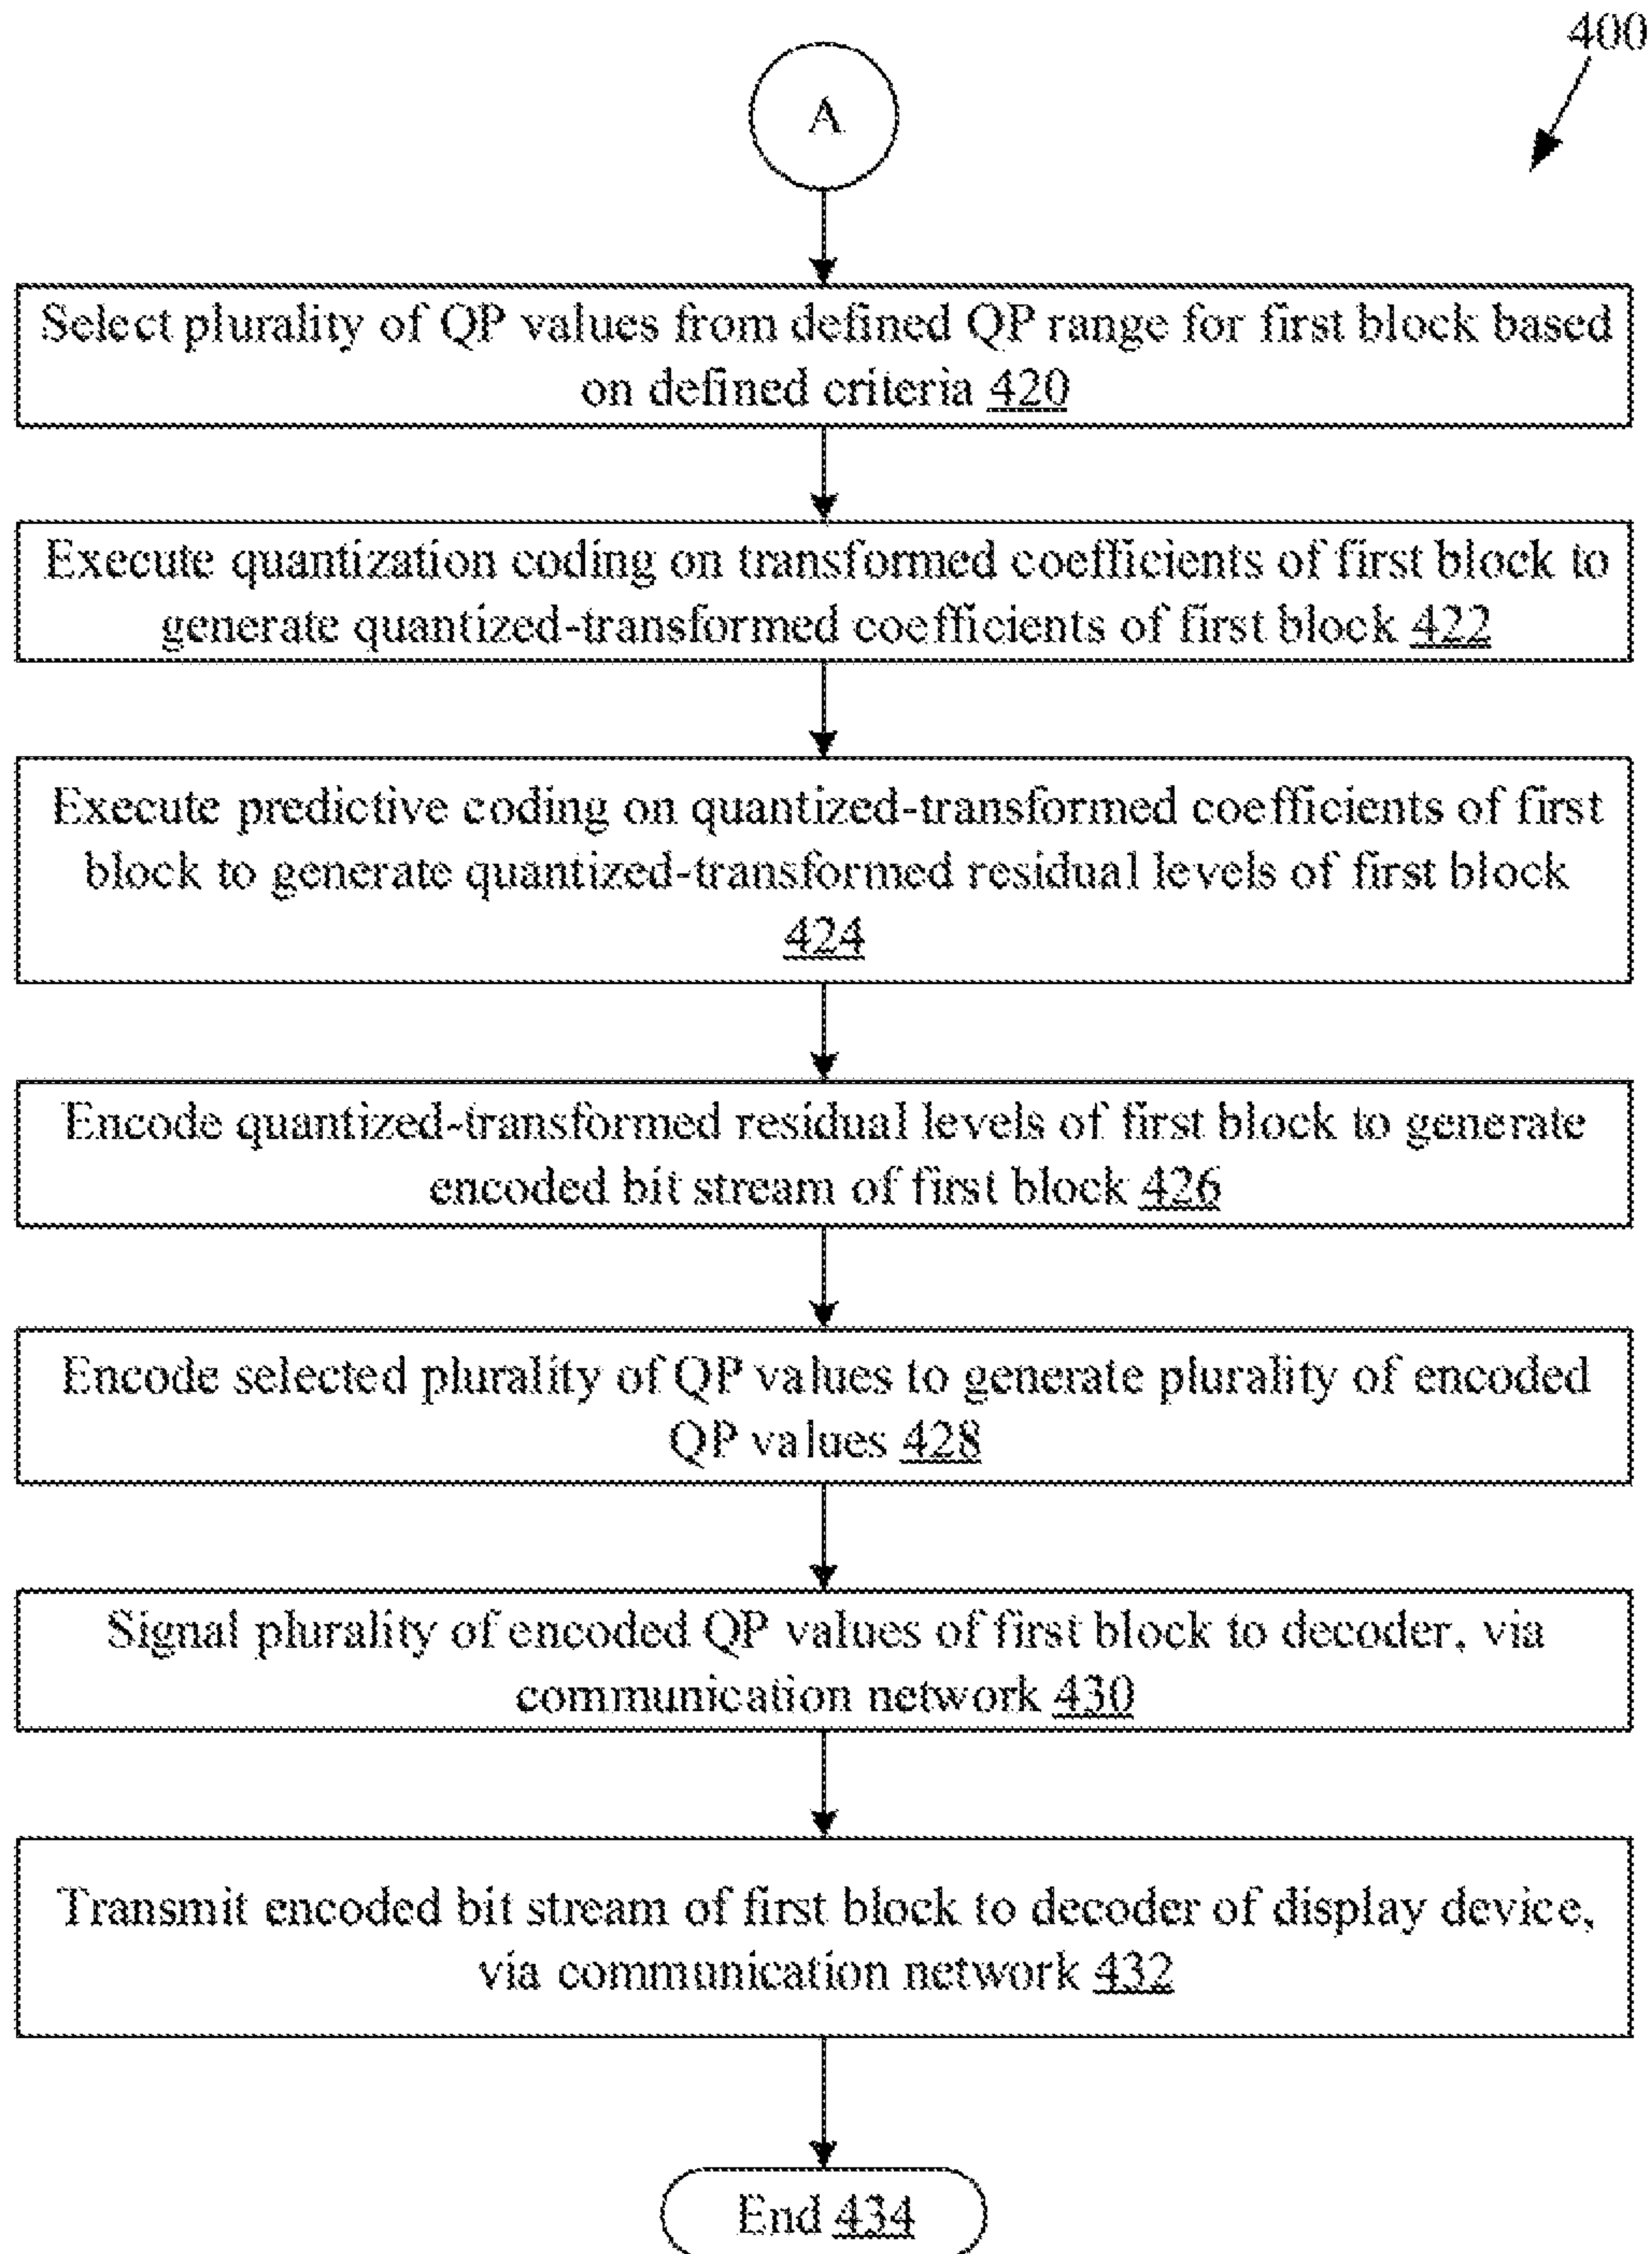 400
A
Select plurality of QP values from defined QP range for first block based
on defined criteria 420
Execute quantization coding on transformed coefficients of first block to
generate quantized-transformed coefficients of first block 422
Execute predictive coding on quantized-transformed coefficients of first
block to generate quantized-transformed residual levels of first block
424
Encode quantized-transformed residual levels of first block to generate
encoded bit stream of first block 426
Encode selected plurality of QP values to generate plurality of encoded
QP values 428
Signal plurality of encoded QP values of first block to decoder, via
communication network 430
Transmit encoded bit stream of first block to decoder of display device,
via communication network 432
End 434